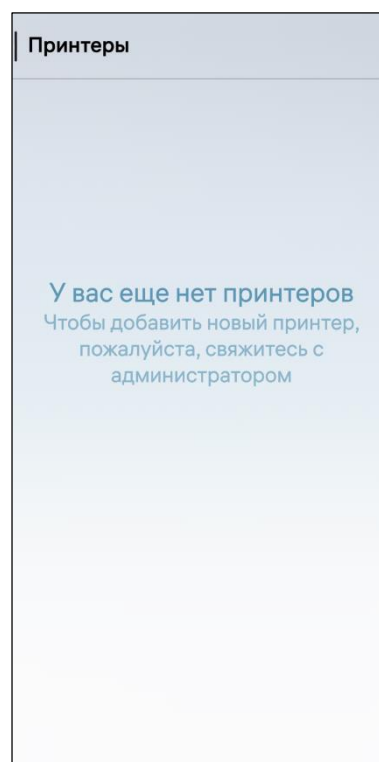 Принтеры
У вас еще нет принтеров
Чтобы добавить новый принтер,
пожалуйста, свяжитесь с
администратором